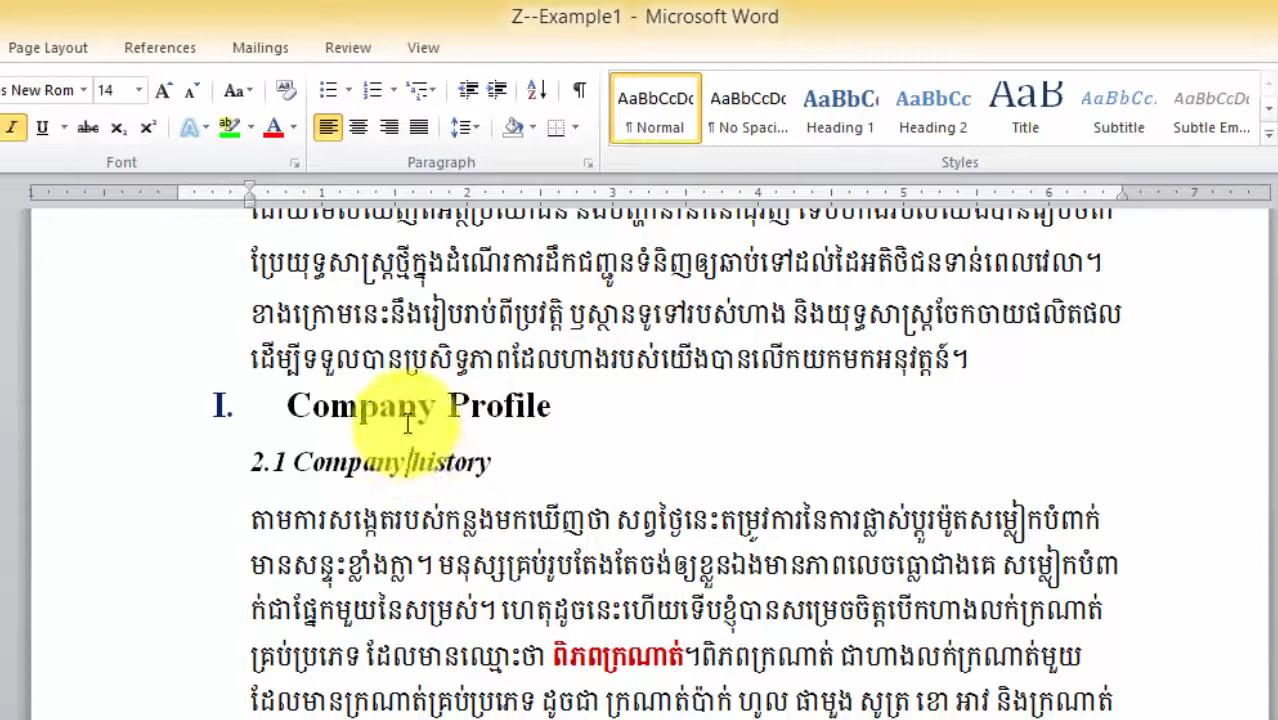 Z--Example1 - Microsoft Word
Page Layout References Mailings Review View
es New Rom 14 Aa
AaBbCcDc AaBbCcDc AaBbC AaBbCc AaB AaBbCc. AaBbCcDc
¶ Normal ¶ No Spaci... Heading 1 Heading 2 Title Subtitle Subtle Em...
Font Paragraph Styles
1 1 2 3 4 5 6 7
ប្រែយុទ្ធសាស្ត្រថ្មីក្នុងដំណើរការដឹកជញ្ជូនទំនិញឲ្យឆាប់ទៅដល់ដៃអតិថិជនទាន់ពេលវេលា។
ខាងក្រោមនេះនឹងរៀបរាប់ពីប្រវត្តិ ឫស្ថានទូទៅរបស់ហាង និងយុទ្ធសាស្ត្រចែកចាយផលិតផល
ដើម្បីទទួលបានប្រសិទ្ធភាពដែលហាងរបស់យើងបានលើកយកមកអនុវត្តន៍។
I. Company Profile
2.1 Company history
តាមការសង្កេតរបស់កន្លងមកឃើញថា សព្វថ្ងៃនេះតម្រូវការនៃការផ្លាស់ប្តូរម៉ូតសម្លៀកបំពាក់
មានសន្ទុះខ្លាំងក្លា។ មនុស្សគ្រប់រូបតែងតែចង់ឲ្យខ្លួនឯងមានភាពលេចធ្លោជាងគេ សម្លៀកបំពា
ក់ជាផ្នែកមួយនៃសម្រស់។ ហេតុដូចនេះហើយទើបខ្ញុំបានសម្រេចចិត្តបើកហាងលក់ក្រណាត់
គ្រប់ប្រភេទ ដែលមានឈ្មោះថា ពិភពក្រណាត់។ពិភពក្រណាត់ ជាហាងលក់ក្រណាត់មួយ
ដែលមានក្រណាត់គ្រប់ប្រភេទ ដូចជា ក្រណាត់ប៉ាក់ ហូល ផាមួង សូត្រ ខោ អាវ និងក្រណាត់